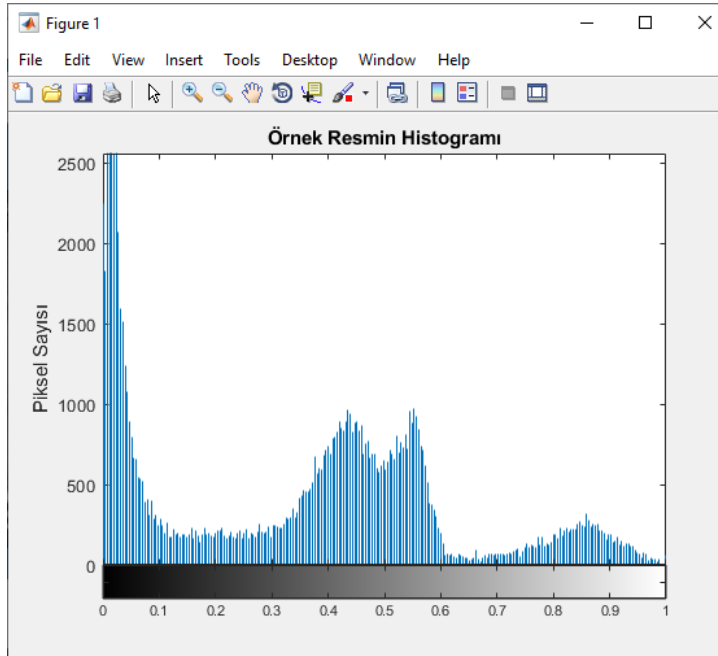 Figure 1
File Edit View Insert Tools Desktop Window Help
Örnek Resmin Histogramı
Piksel Sayısı
2500
2000
1500
1000
500
0
0 0.1 0.2 0.3 0.4 0.5 0.6 0.7 0.8 0.9 1